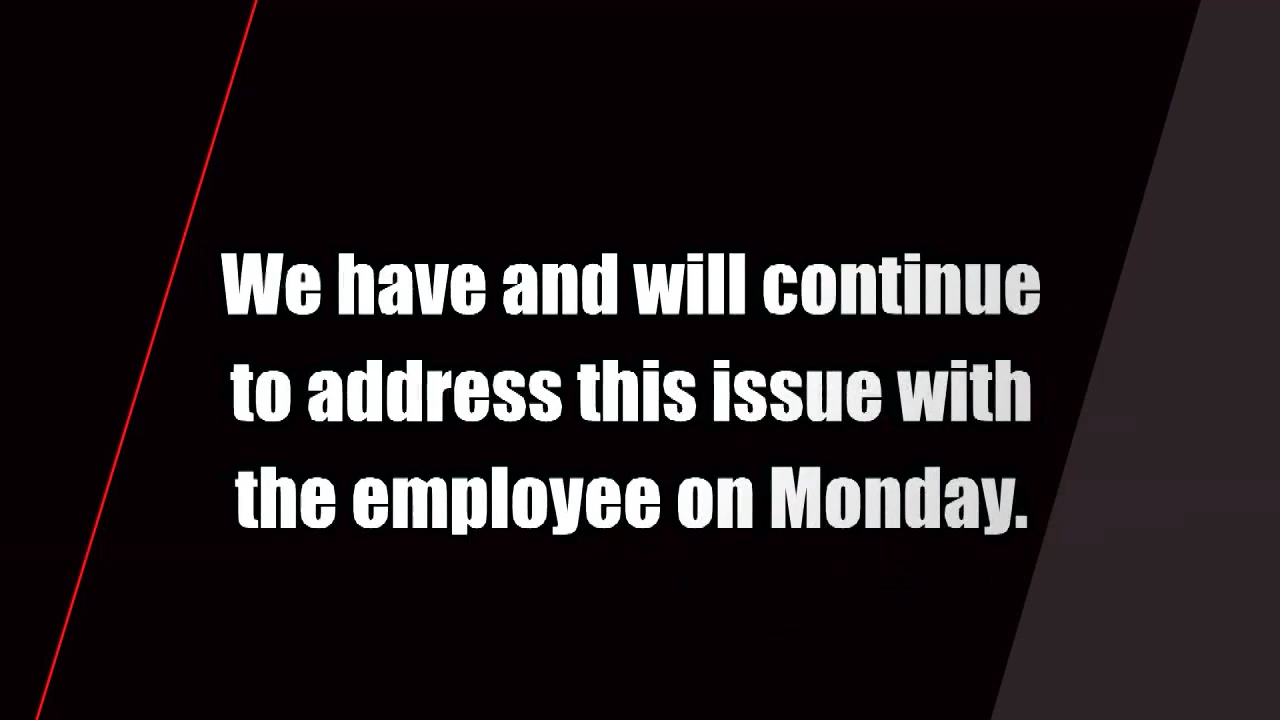 We have and will continue
to address this issue with
the employee on Monday.